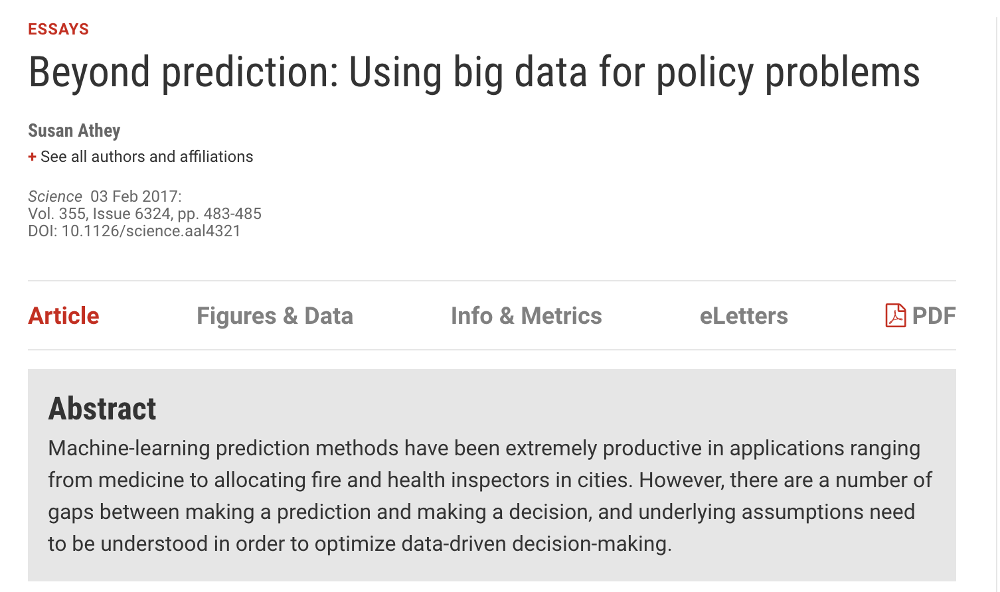 ESSAYS
Beyond prediction: Using big data for policy problems
Susan Athey
+ See all authors and affiliations
Science 03 Feb 2017:
Vol. 355, Issue 6324, pp. 483-485
DOI: 10.1126/science.aal4321
Article Figures & Data Info & Metrics eLetters PDF
Abstract
Machine-learning prediction methods have been extremely productive in applications ranging
from medicine to allocating fire and health inspectors in cities. However, there are a number of
gaps between making a prediction and making a decision, and underlying assumptions need
to be understood in order to optimize data-driven decision-making.